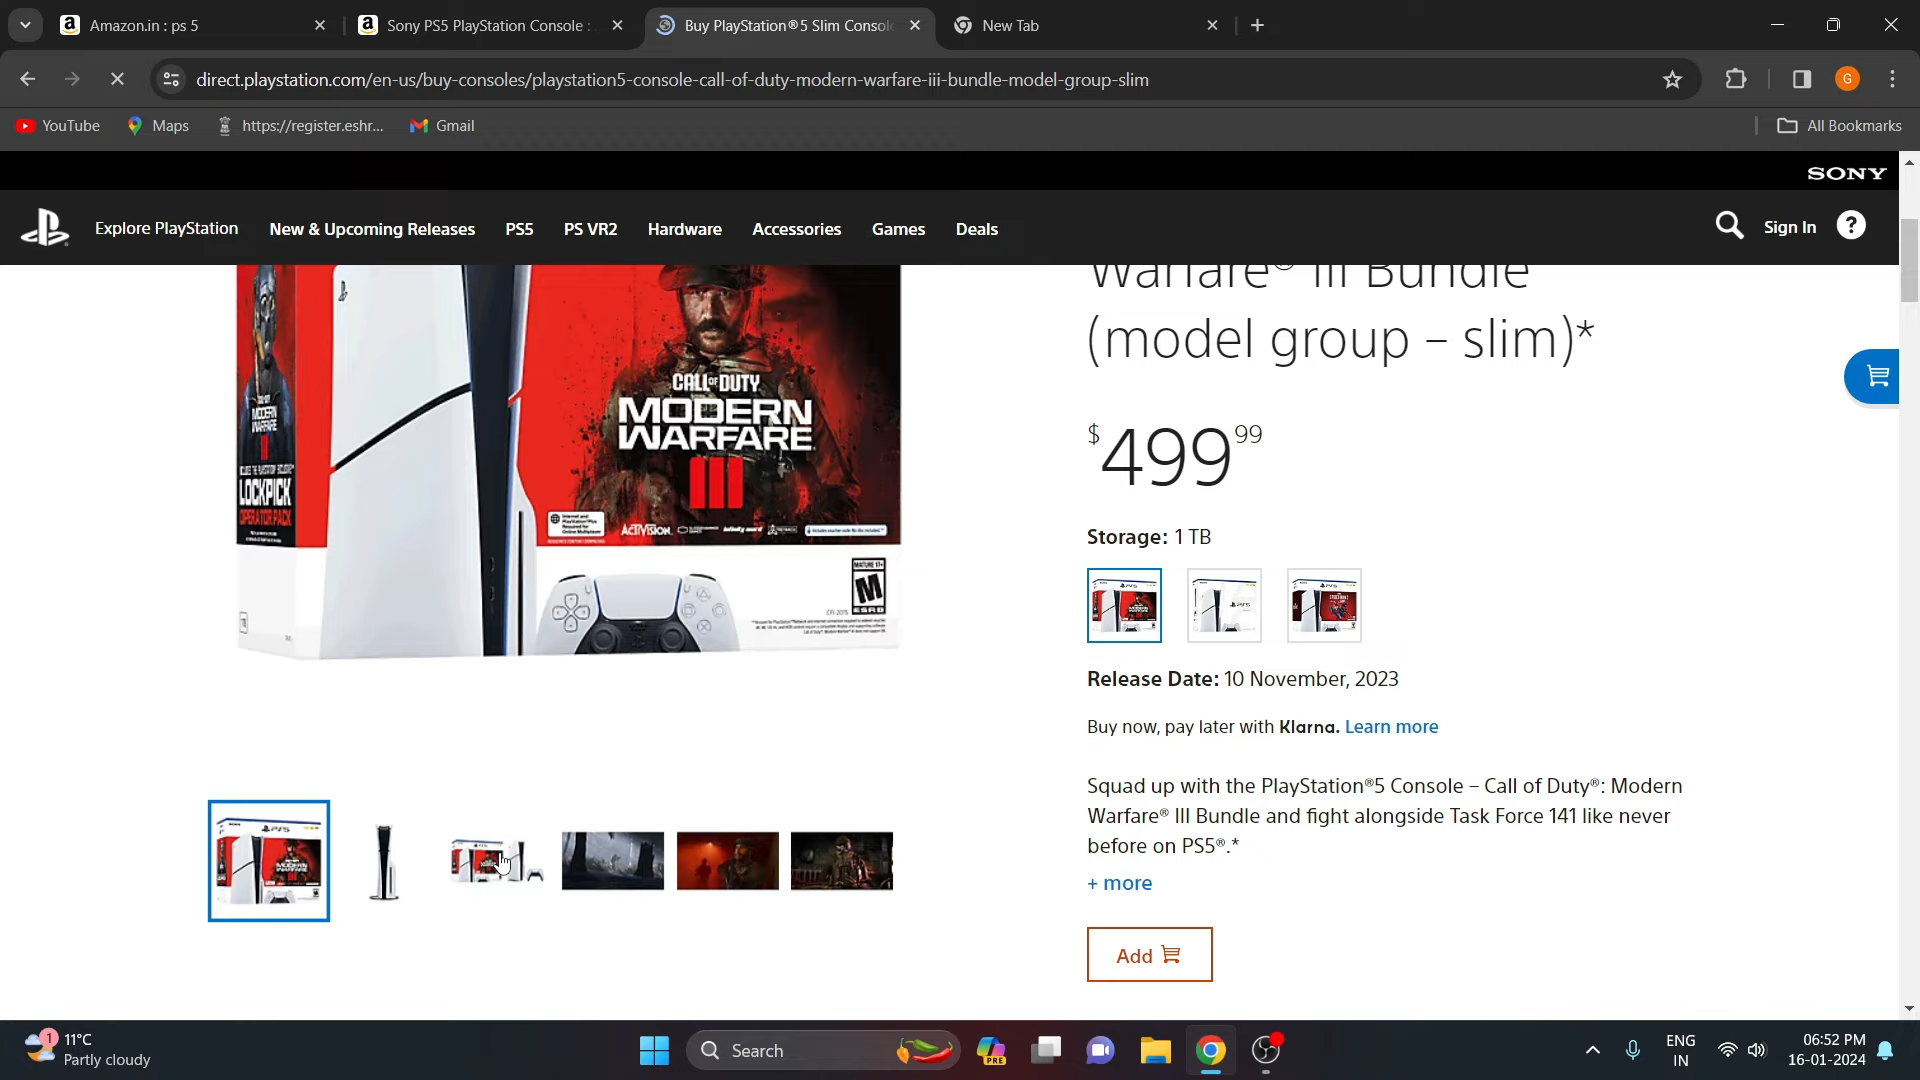 Amazon.in : ps 5
Sony PS5 PlayStation Console :
Buy PlayStation®5 Slim Consol
New Tab
direct.playstation.com/en-us/buy-consoles/playstation5-console-call-of-duty-modern-warfare-iii-bundle-model-group-slim
G
YouTube
Maps
https://register.eshr...
Gmail
All Bookmarks
SONY
Explore PlayStation
New & Upcoming Releases
PS5
PS VR2
Hardware
Accessories
Games
Deals
Sign In
?
Warfare® III Bundle
(model group – slim)*
$499 99
CALL OF DUTY
MODERN
WARFARE
III
LOCKPICK
OPERATOR PACK
ACTIVISION
MATURE 17+
M
ESRB
Storage: 1 TB
Release Date: 10 November, 2023
Buy now, pay later with Klarna. Learn more
Squad up with the PlayStation®5 Console – Call of Duty®: Modern
Warfare® III Bundle and fight alongside Task Force 141 like never
before on PS5®.*
+ more
Add
1
11°C
Partly cloudy
Search
PRE
ENG
IN
06:52 PM
16-01-2024